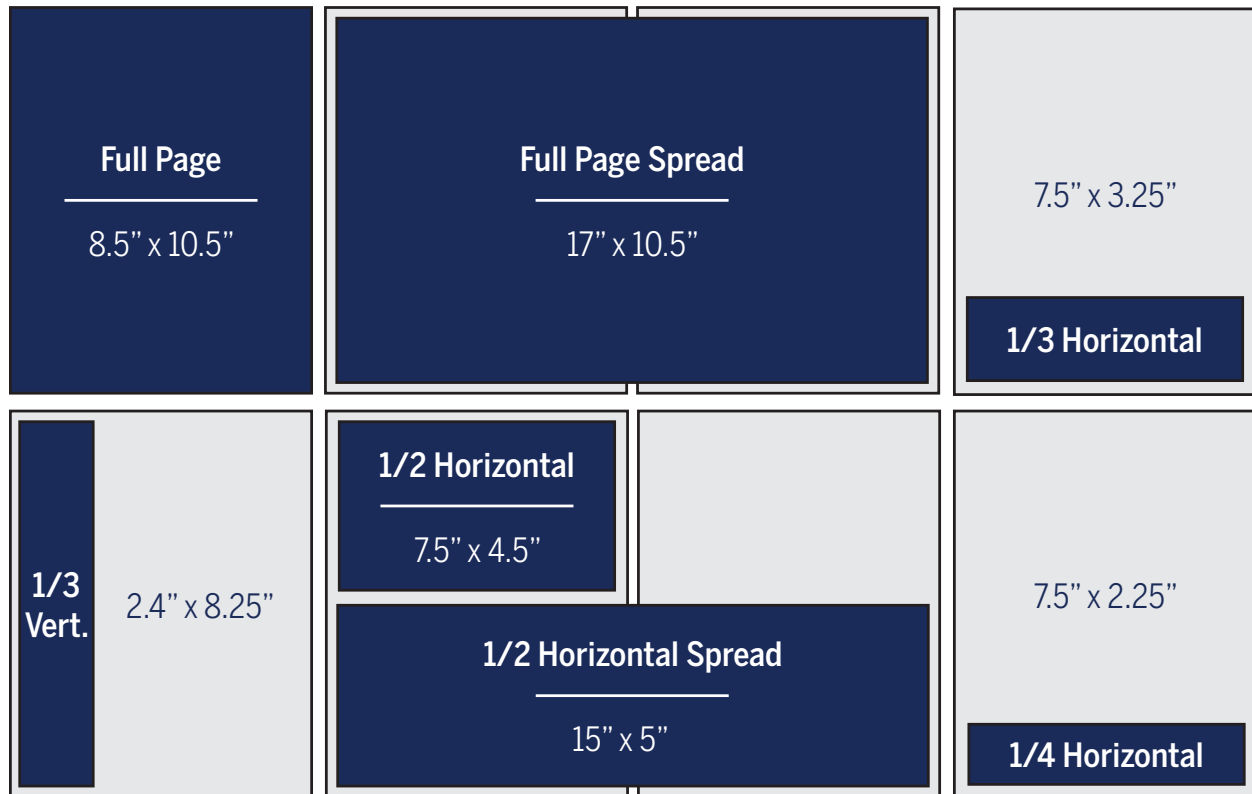 Full Page
8.5” x 10.5”
Full Page Spread
17” x 10.5”
7.5” x 3.25”
1/3 Horizontal
1/3
Vert.
2.4” x 8.25”
1/2 Horizontal
7.5” x 4.5”
1/2 Horizontal Spread
15” x 5”
7.5” x 2.25”
1/4 Horizontal